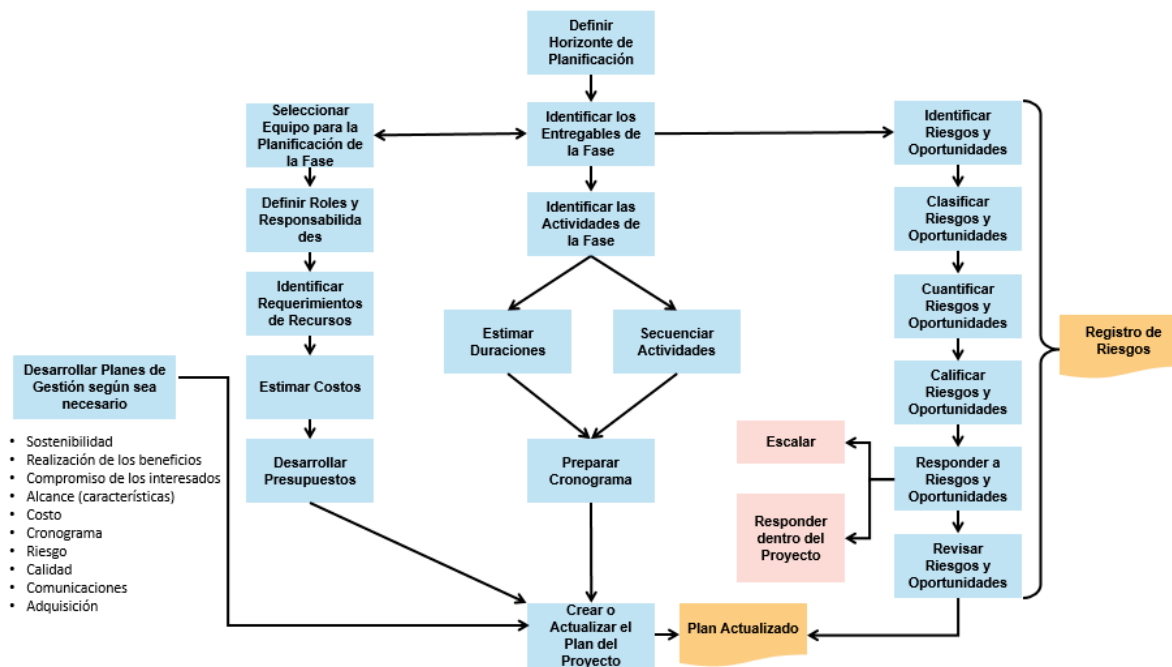 Definir
Horizonte de
Planificación
Seleccionar
Equipo para la
Planificación de
la Fase
Identificar los
Entregables de
la Fase
Identificar
Riesgos y
Oportunidades
Definir Roles y
Responsabilida
des
Identificar las
Actividades de
la Fase
Clasificar
Riesgos y
Oportunidades
Identificar
Requerimientos
de Recursos
Estimar
Duraciones
Secuenciar
Actividades
Cuantificar
Riesgos y
Oportunidades
Registro de
Riesgos
Desarrollar Planes de
Gestión según sea
necesario
Estimar Costos
Calificar
Riesgos y
Oportunidades
• Sostenibilidad
• Realización de los beneficios
• Compromiso de los interesados
• Alcance (características)
• Costo
• Cronograma
• Riesgo
• Calidad
• Comunicaciones
• Adquisición
Desarrollar
Presupuestos
Preparar
Cronograma
Escalar
Responder a
Riesgos y
Oportunidades
Responder
dentro del
Proyecto
Revisar
Riesgos y
Oportunidades
Crear o
Actualizar el
Plan del
Proyecto
Plan Actualizado